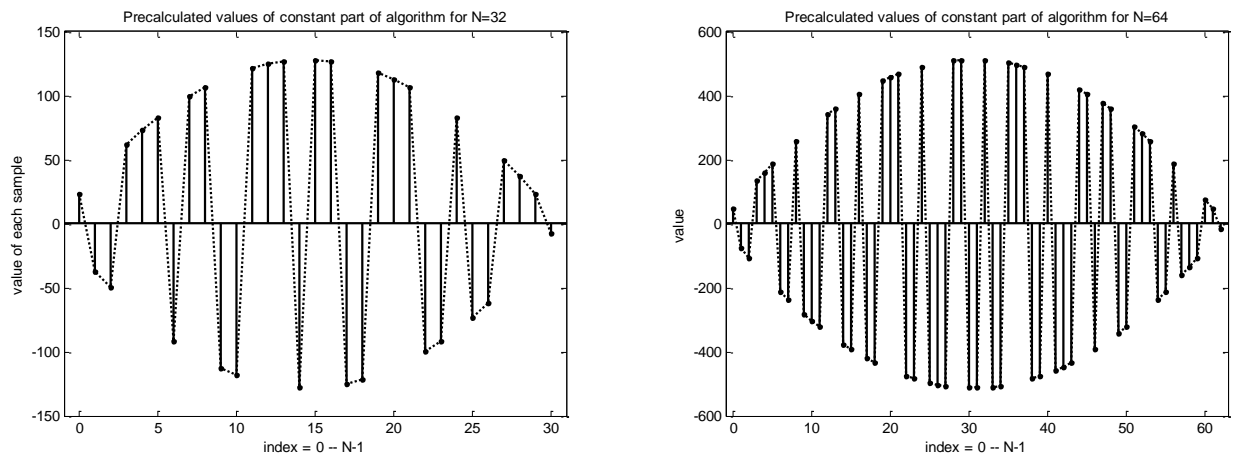 Precalculated values of constant part of algorithm for N=32
150
100
50
0
-50
-100
-150
value of each sample
0 5 10 15 20 25 30
index = 0 -- N-1
Precalculated values of constant part of algorithm for N=64
600
400
200
0
-200
-400
-600
value
0 10 20 30 40 50 60
index = 0 -- N-1